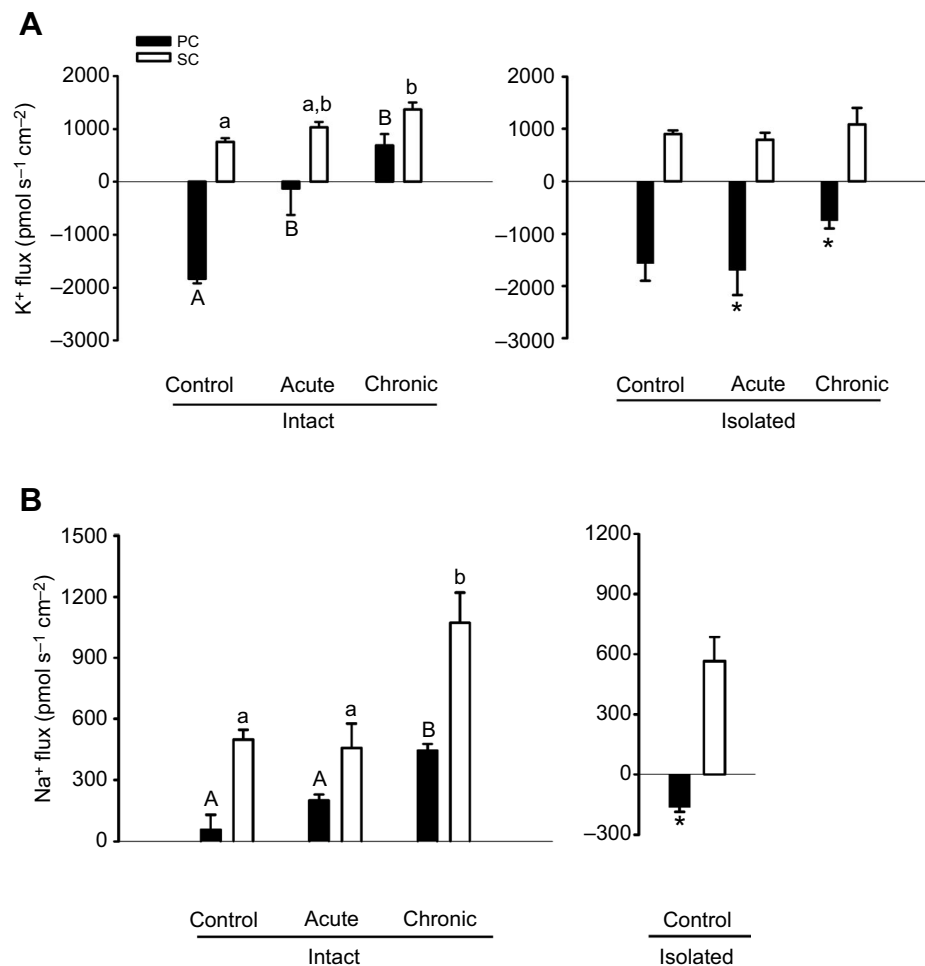 A
PC
SC
2000
1000
0
–1000
–2000
–3000
K⁺ flux (pmol s⁻¹ cm⁻²)
a
a,b
b
B
B
A
Control Acute Chronic
Intact
2000
1000
0
–1000
–2000
–3000
*
*
Control Acute Chronic
Isolated
B
1500
1200
900
600
300
0
Na⁺ flux (pmol s⁻¹ cm⁻²)
b
a
a
B
A
A
Control Acute Chronic
Intact
1200
900
600
300
0
–300
*
Control
Isolated